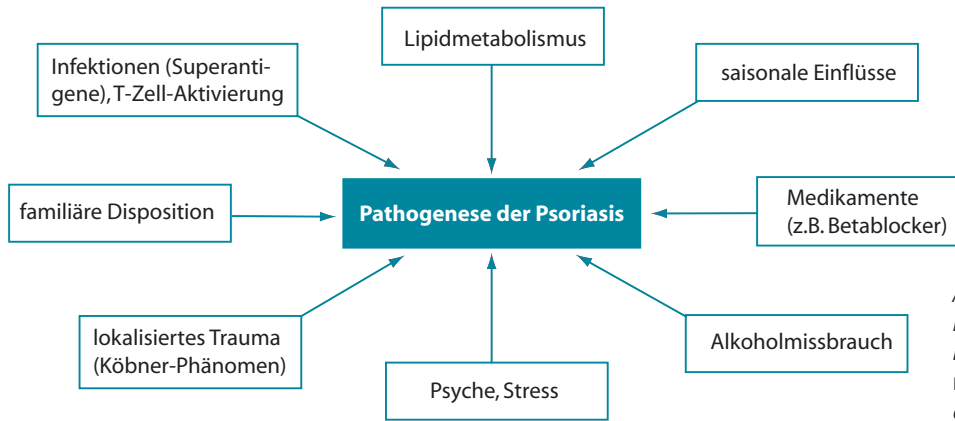 Lipidmetabolismus
Infektionen (Superanti-
gene), T-Zell-Aktivierung
saisonale Einflüsse
familiäre Disposition
Pathogenese der Psoriasis
Medikamente
(z.B. Betablocker)
lokalisiertes Trauma
(Köbner-Phänomen)
Psyche, Stress
Alkoholmissbrauch